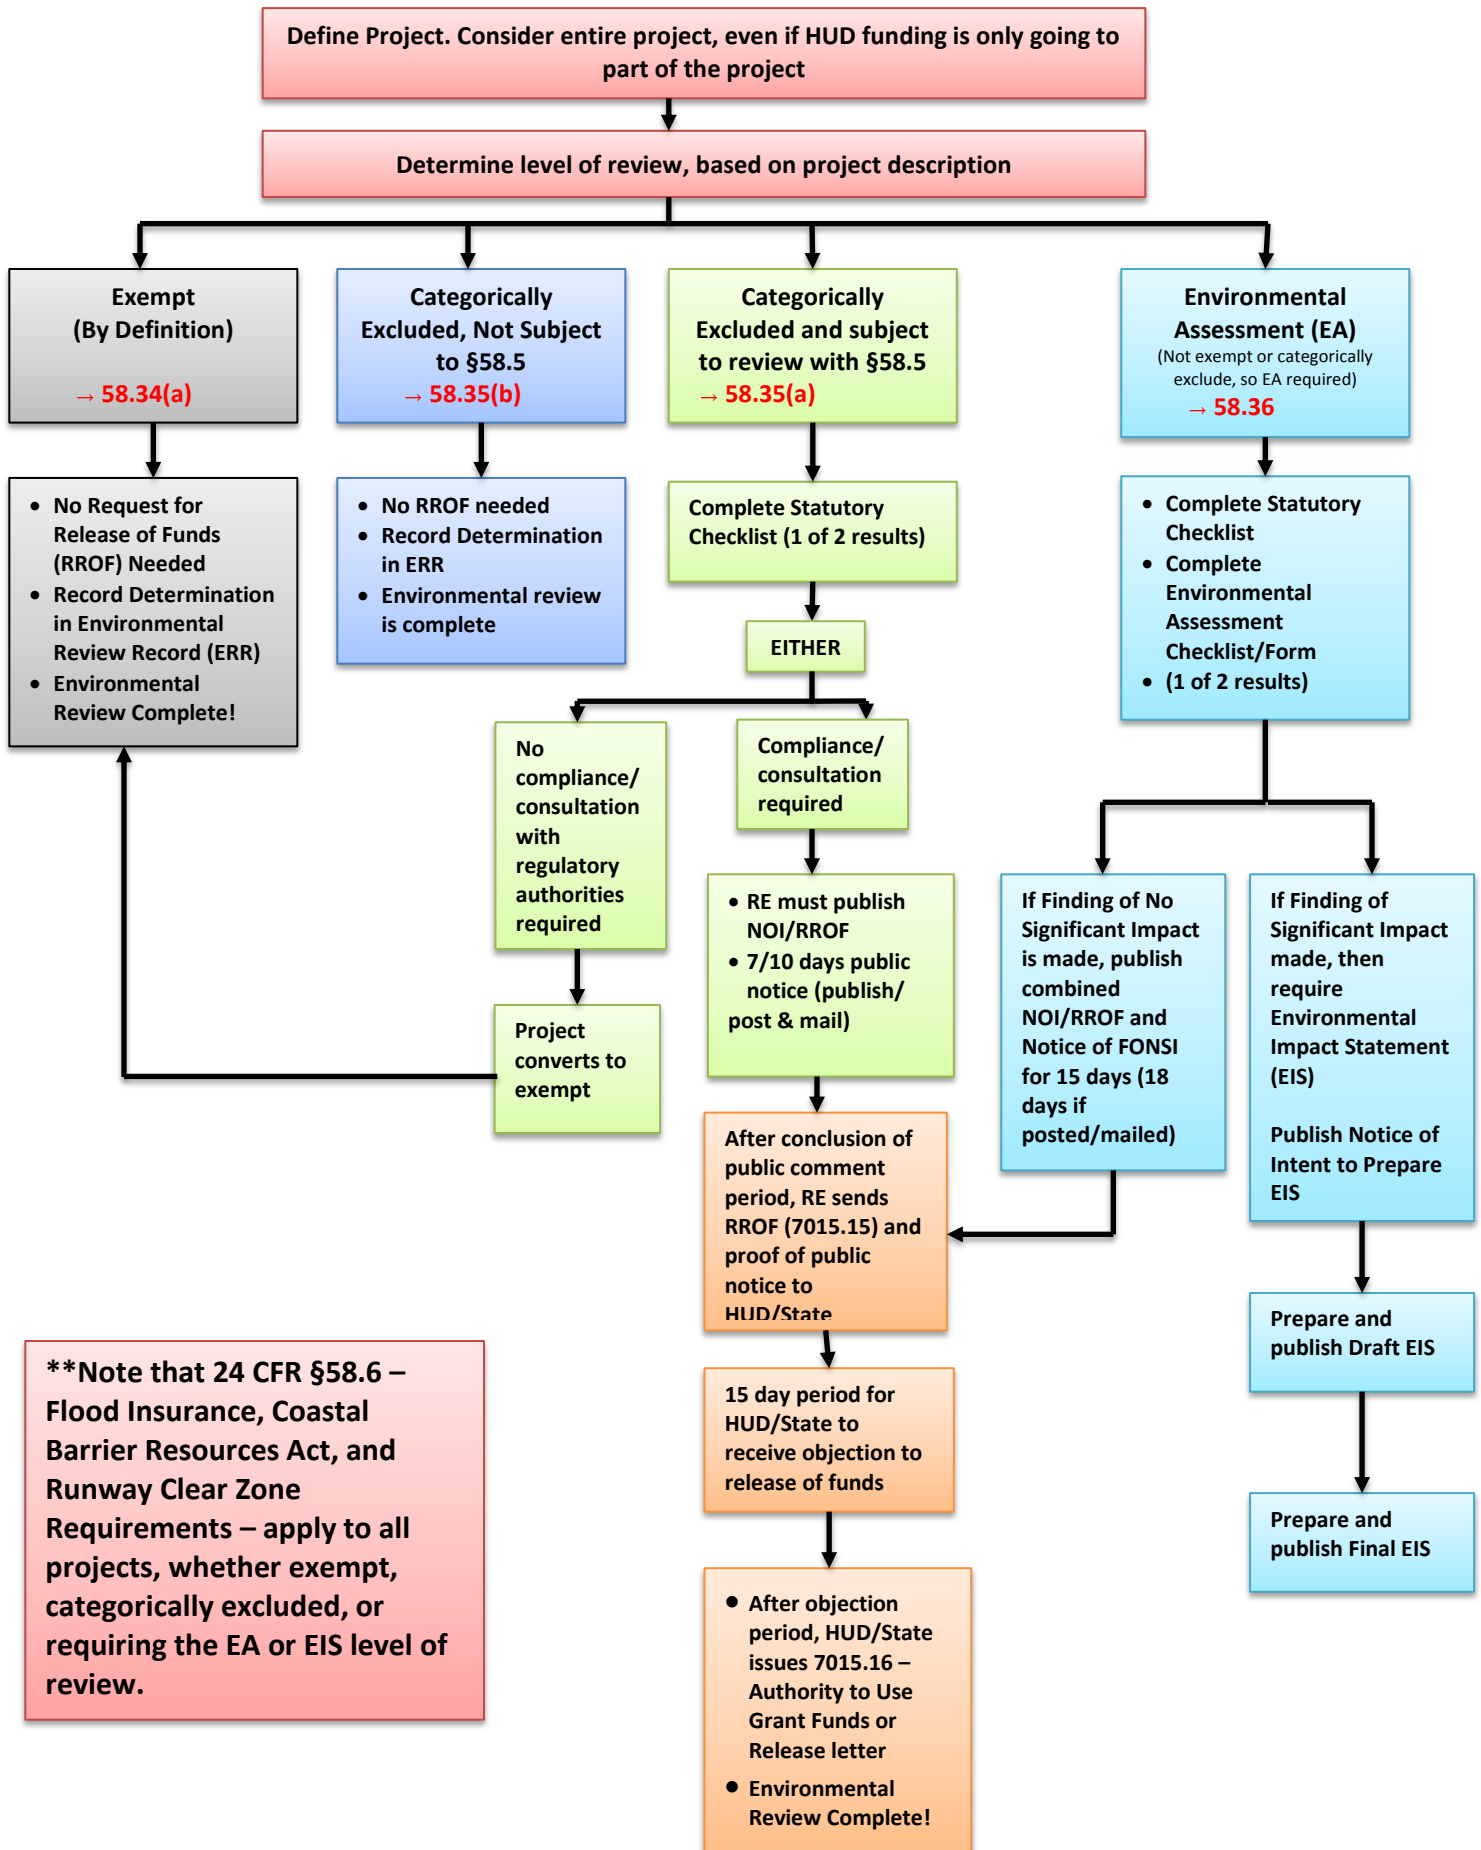 Define Project. Consider entire project, even if HUD funding is only going to
part of the project
Determine level of review, based on project description
Exempt
(By Definition)
→ 58.34(a)
Categorically
Excluded, Not Subject
to §58.5
→ 58.35(b)
Categorically
Excluded and subject
to review with §58.5
→ 58.35(a)
Environmental
Assessment (EA)
(Not exempt or categorically
exclude, so EA required)
→ 58.36
• No Request for
Release of Funds
(RROF) Needed
• Record Determination
in Environmental
Review Record (ERR)
• Environmental
Review Complete!
• No RROF needed
• Record Determination
in ERR
• Environmental review
is complete
Complete Statutory
Checklist (1 of 2 results)
• Complete Statutory
Checklist
• Complete
Environmental
Assessment
Checklist/Form
• (1 of 2 results)
EITHER
No
compliance/
consultation
with
regulatory
authorities
required
Compliance/
consultation
required
Project
converts to
exempt
• RE must publish
NOI/RROF
• 7/10 days public
notice (publish/
post & mail)
If Finding of No
Significant Impact
is made, publish
combined
NOI/RROF and
Notice of FONSI
for 15 days (18
days if
posted/mailed)
If Finding of
Significant Impact
made, then
require
Environmental
Impact Statement
(EIS)
Publish Notice of
Intent to Prepare
EIS
After conclusion of
public comment
period, RE sends
RROF (7015.15) and
proof of public
notice to
HUD/State
Prepare and
publish Draft EIS
15 day period for
HUD/State to
receive objection to
release of funds
Prepare and
publish Final EIS
• After objection
period, HUD/State
issues 7015.16 –
Authority to Use
Grant Funds or
Release letter
• Environmental
Review Complete!
**Note that 24 CFR §58.6 –
Flood Insurance, Coastal
Barrier Resources Act, and
Runway Clear Zone
Requirements – apply to all
projects, whether exempt,
categorically excluded, or
requiring the EA or EIS level of
review.